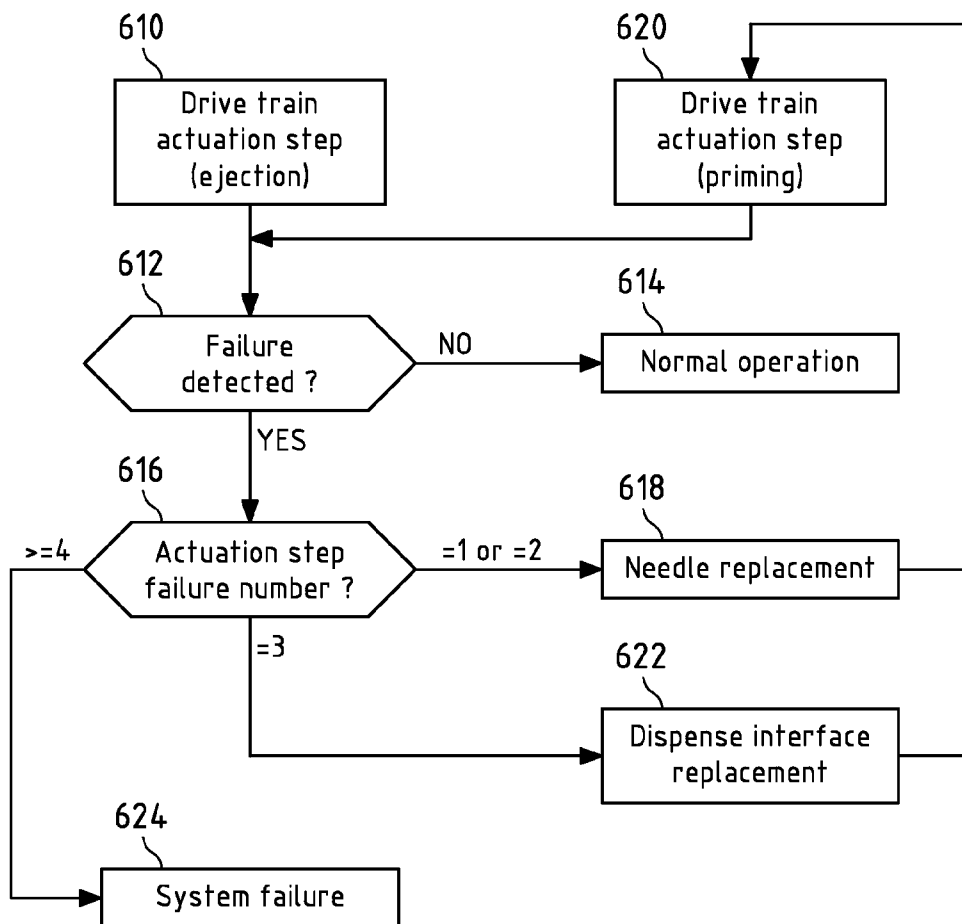 610
Drive train
actuation step
(ejection)
620
Drive train
actuation step
(priming)
612
Failure
detected ?
NO
614
Normal operation
YES
616
Actuation step
failure number ?
>=4
=1 or =2
618
Needle replacement
=3
622
Dispense interface
replacement
624
System failure